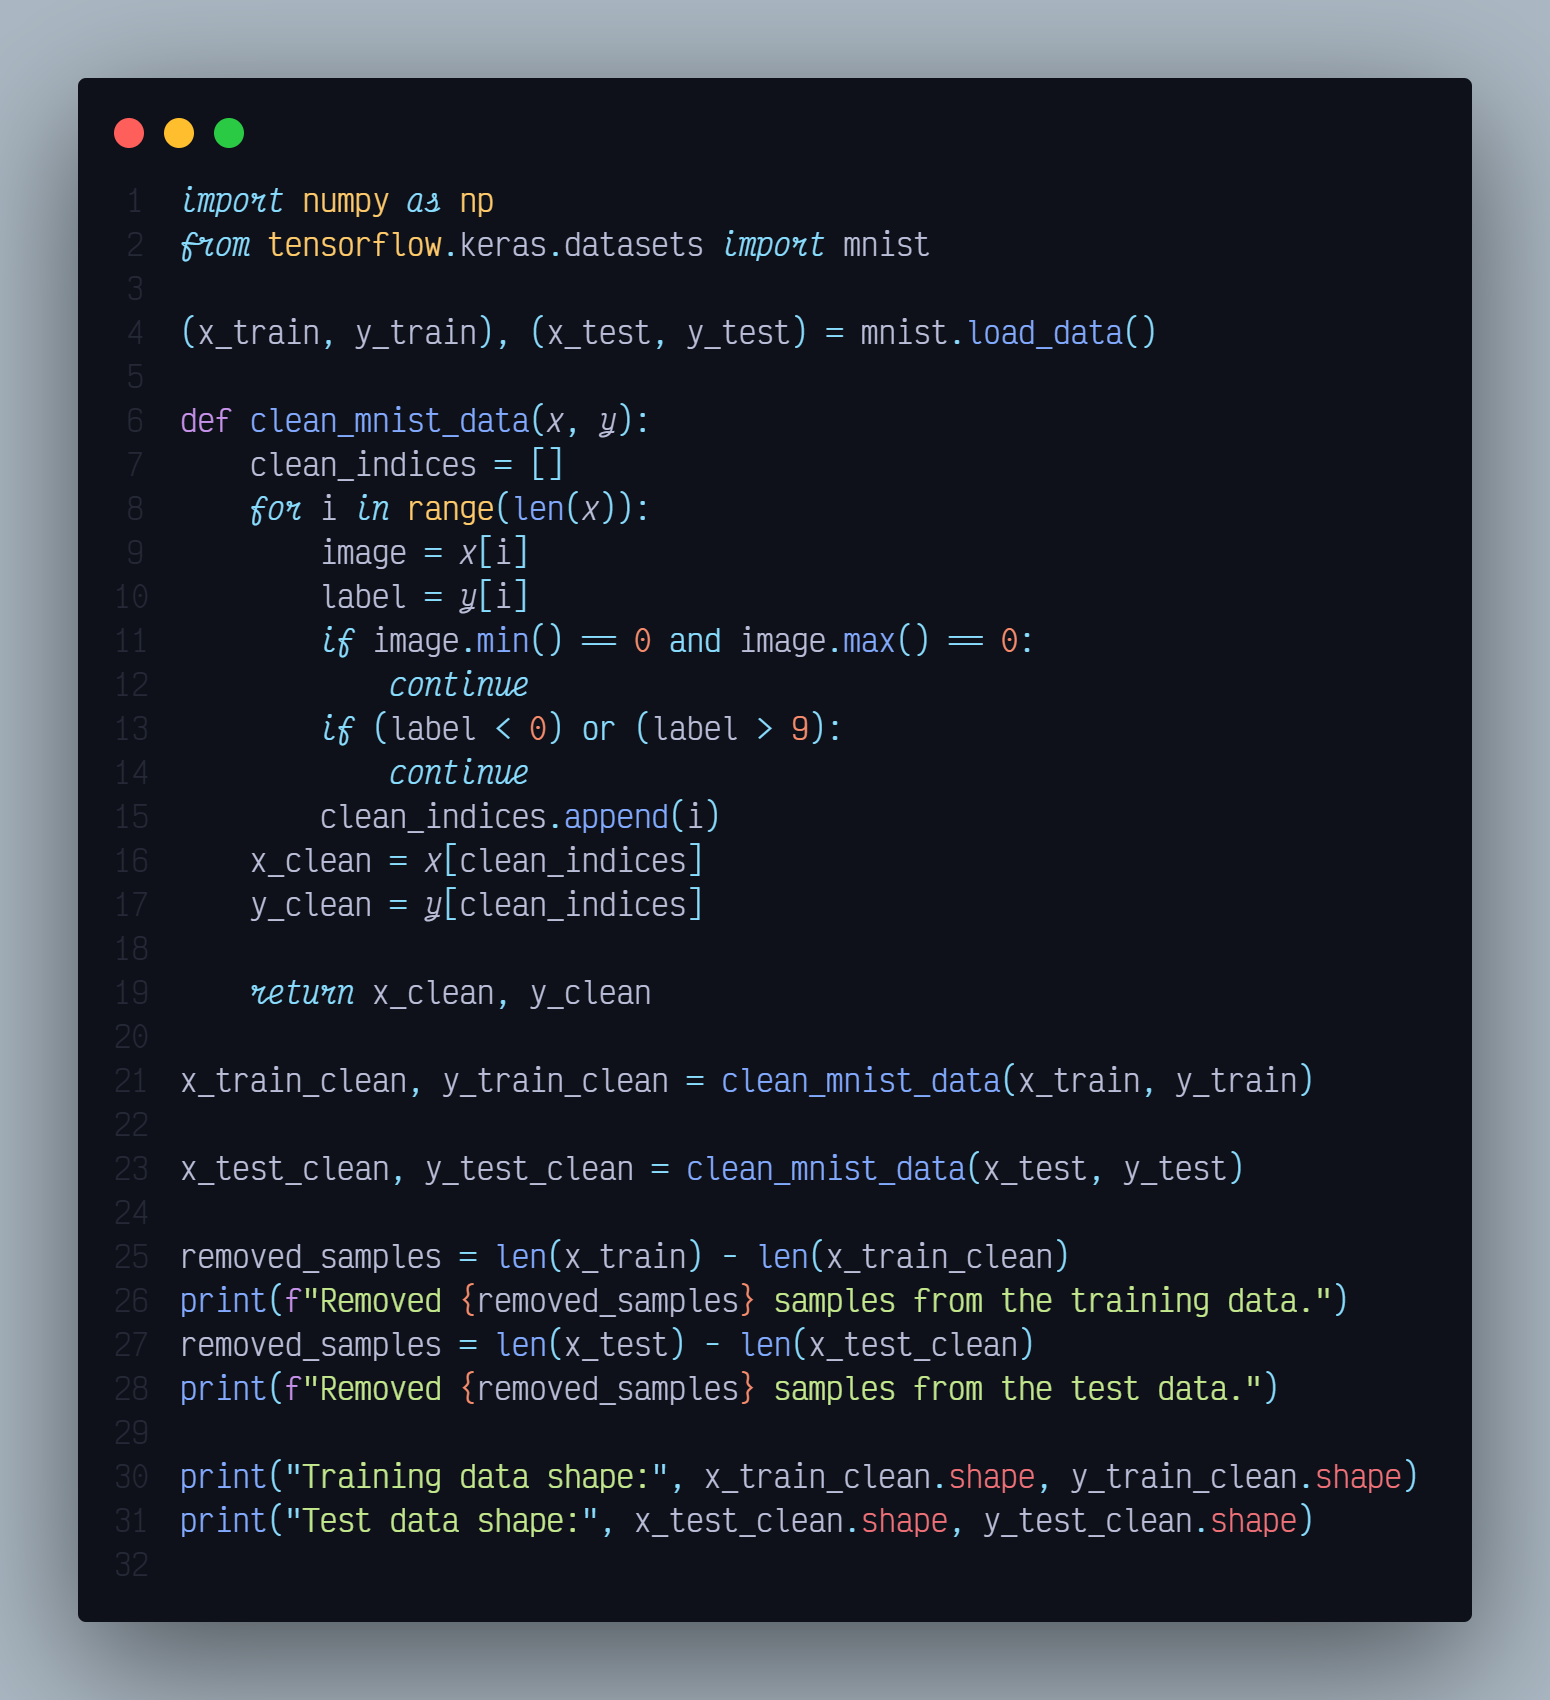 1 import numpy as np
2 from tensorflow.keras.datasets import mnist
3
4 (x_train, y_train), (x_test, y_test) = mnist.load_data()
5
6 def clean_mnist_data(x, y):
7     clean_indices = []
8     for i in range(len(x)):
9         image = x[i]
10         label = y[i]
11         if image.min() == 0 and image.max() == 0:
12             continue
13         if (label < 0) or (label > 9):
14             continue
15         clean_indices.append(i)
16     x_clean = x[clean_indices]
17     y_clean = y[clean_indices]
18
19     return x_clean, y_clean
20
21 x_train_clean, y_train_clean = clean_mnist_data(x_train, y_train)
22
23 x_test_clean, y_test_clean = clean_mnist_data(x_test, y_test)
24
25 removed_samples = len(x_train) - len(x_train_clean)
26 print(f"Removed {removed_samples} samples from the training data.")
27 removed_samples = len(x_test) - len(x_test_clean)
28 print(f"Removed {removed_samples} samples from the test data.")
29
30 print("Training data shape:", x_train_clean.shape, y_train_clean.shape)
31 print("Test data shape:", x_test_clean.shape, y_test_clean.shape)
32